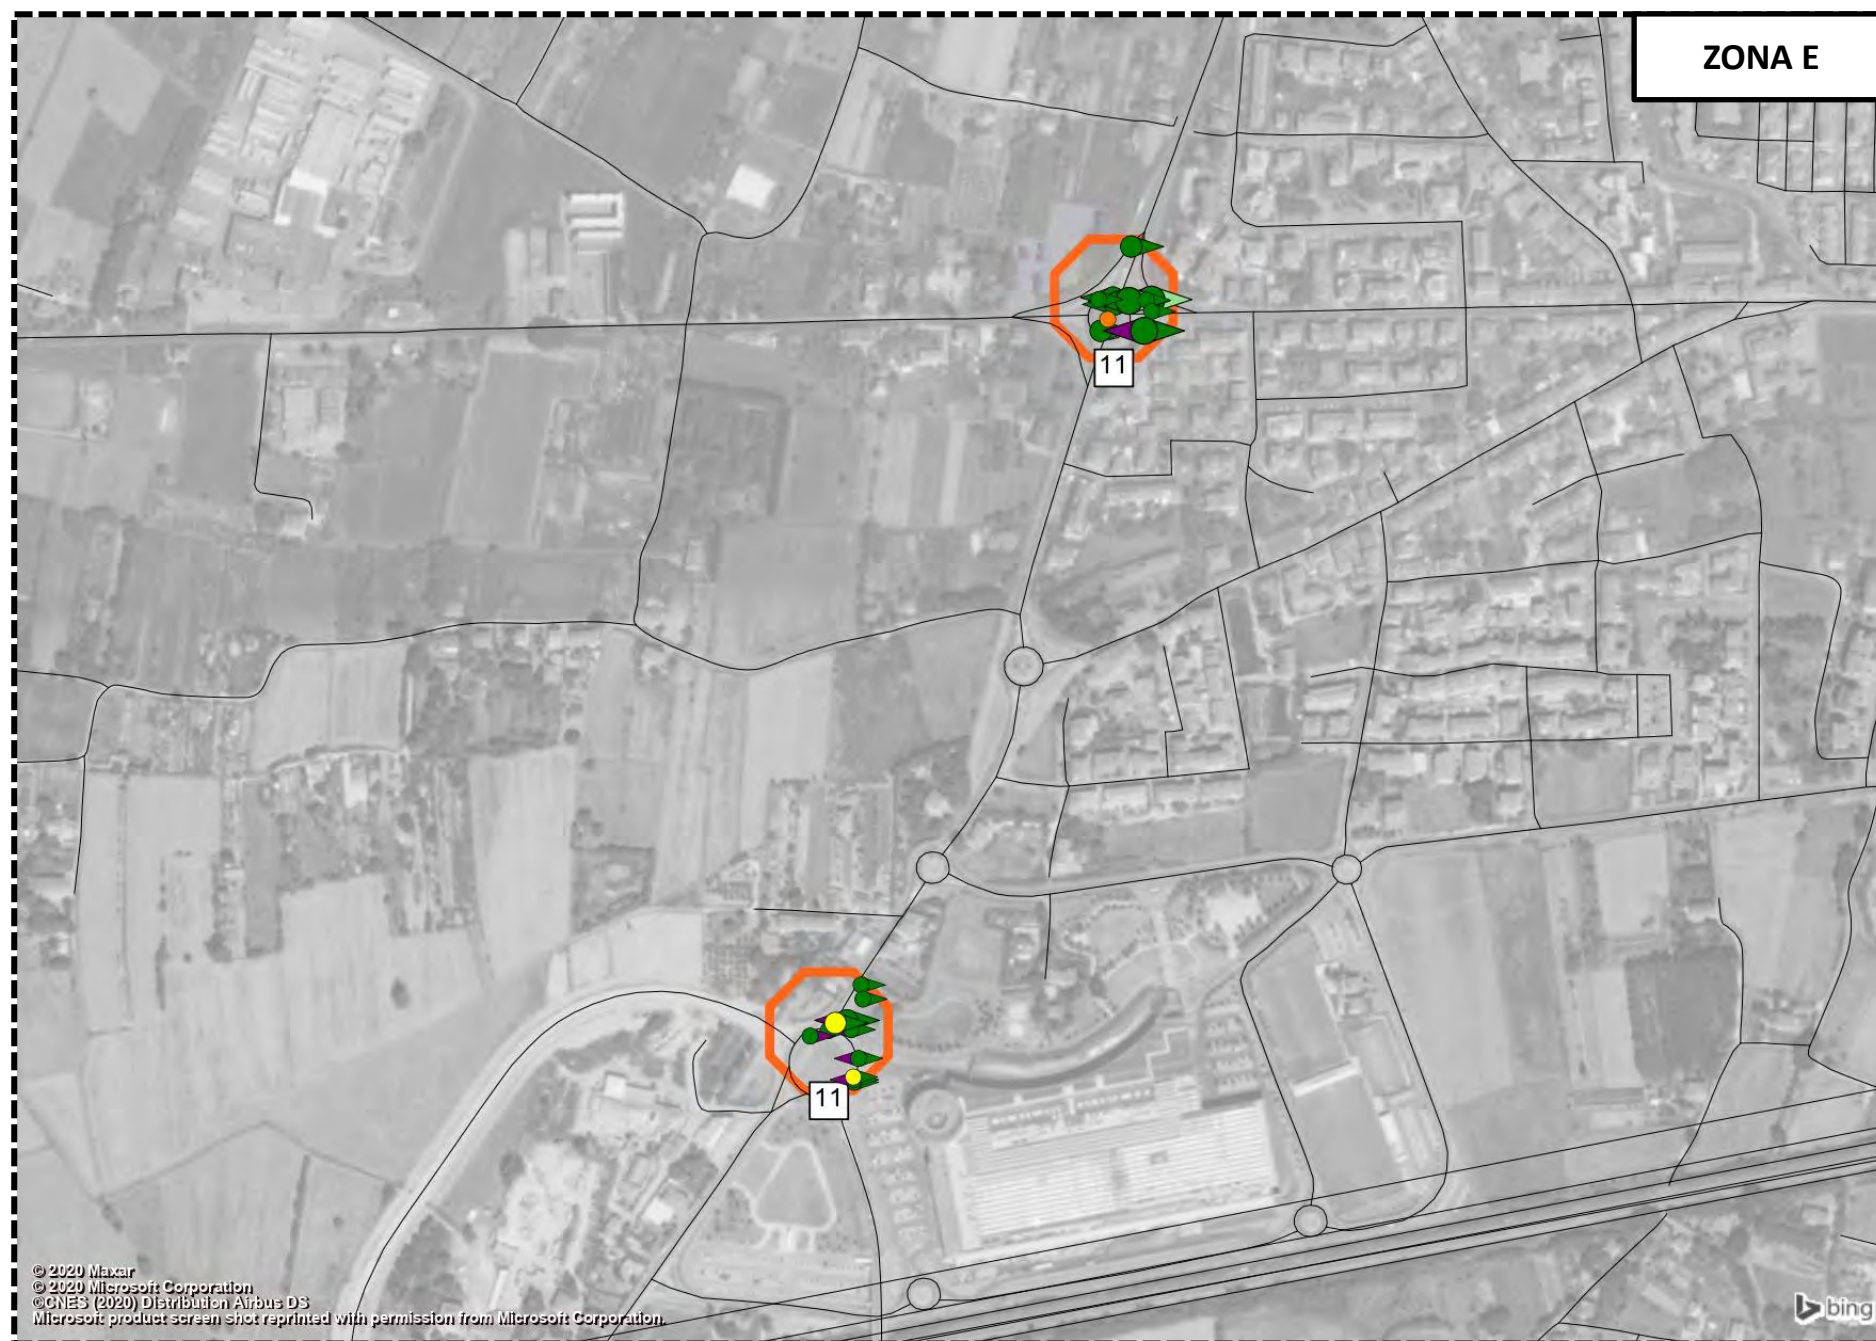 ZONA E
11
11
© 2020 Maxar
© 2020 Microsoft Corporation
©CNES (2020) Distribution Airbus DS
Microsoft product screen shot reprinted with permission from Microsoft Corporation.
bing